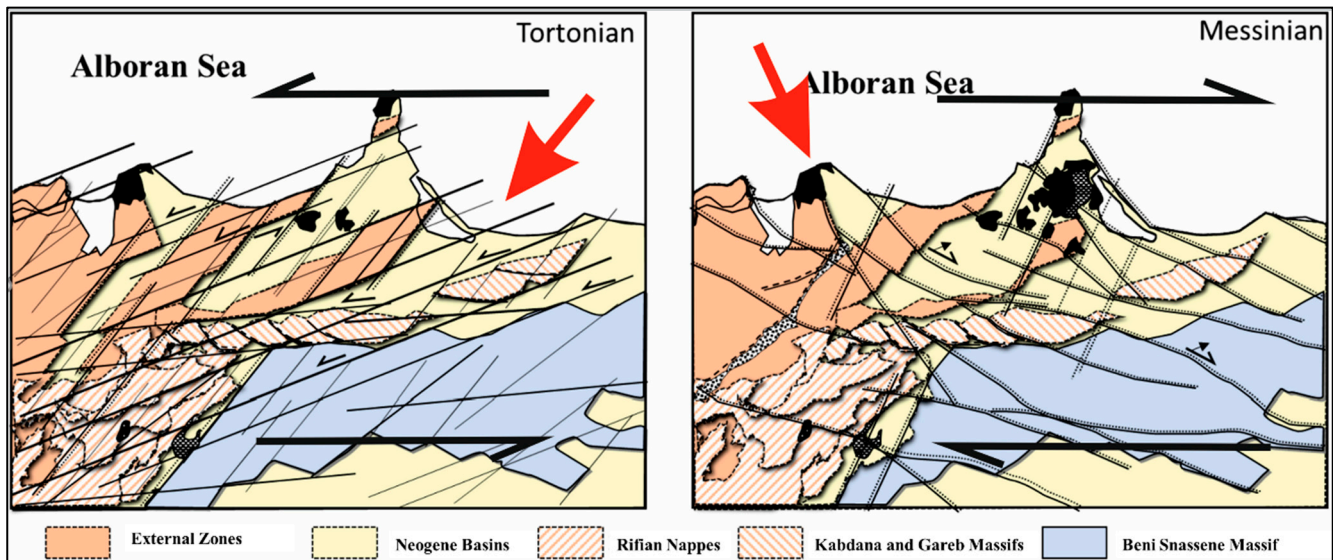 Tortonian
Alboran Sea
Messinian
Alboran Sea
External Zones
Neogene Basins
Rifian Nappes
Kabdana and Gareb Massifs
Beni Snassene Massif